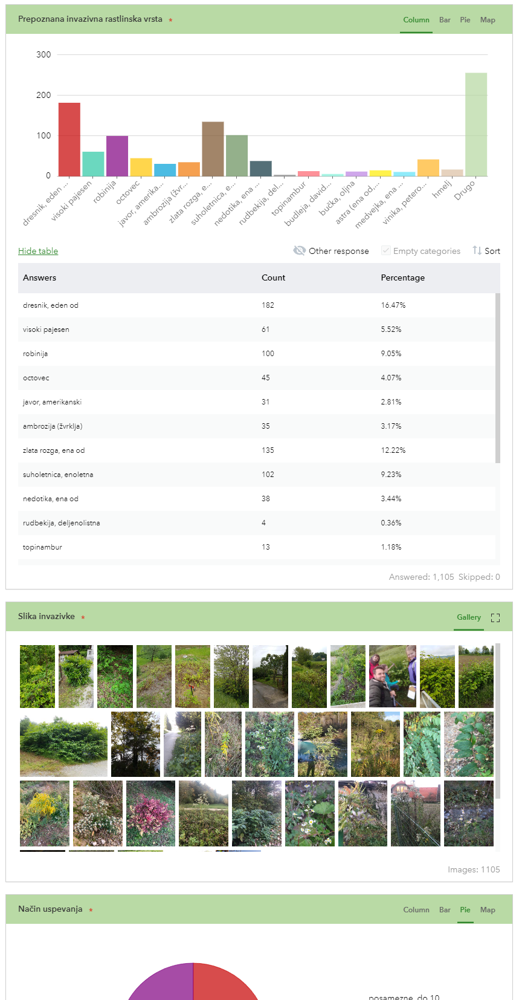 Prepoznana invazivna rastlinska vrsta *
Column Bar Pie Map
300
200
100
0
dresnik, eden ...
visoki pajesen
robinija
octovec
javor, amerika...
ambrozija (žvr...
zlata rozga, e...
suholetnica, e...
nedotika, ena ...
rudbekija, del...
topinambur
budleja, david...
bučka, oljna
astra (ena od,...
medvejka, ena ...
vinika, petero...
hmelj
Drugo
Hide table
Other response Empty categories Sort
Answers Count Percentage
dresnik, eden od 182 16.47%
visoki pajesen 61 5.52%
robinija 100 9.05%
octovec 45 4.07%
javor, amerikanski 31 2.81%
ambrozija (žvrklja) 35 3.17%
zlata rozga, ena od 135 12.22%
suholetnica, enoletna 102 9.23%
nedotika, ena od 38 3.44%
rudbekija, deljenolistna 4 0.36%
topinambur 13 1.18%
Answered: 1,105 Skipped: 0
Slika invazivke *
Gallery
Images: 1105
Način uspevanja *
Column Bar Pie Map
posamezne, do 10